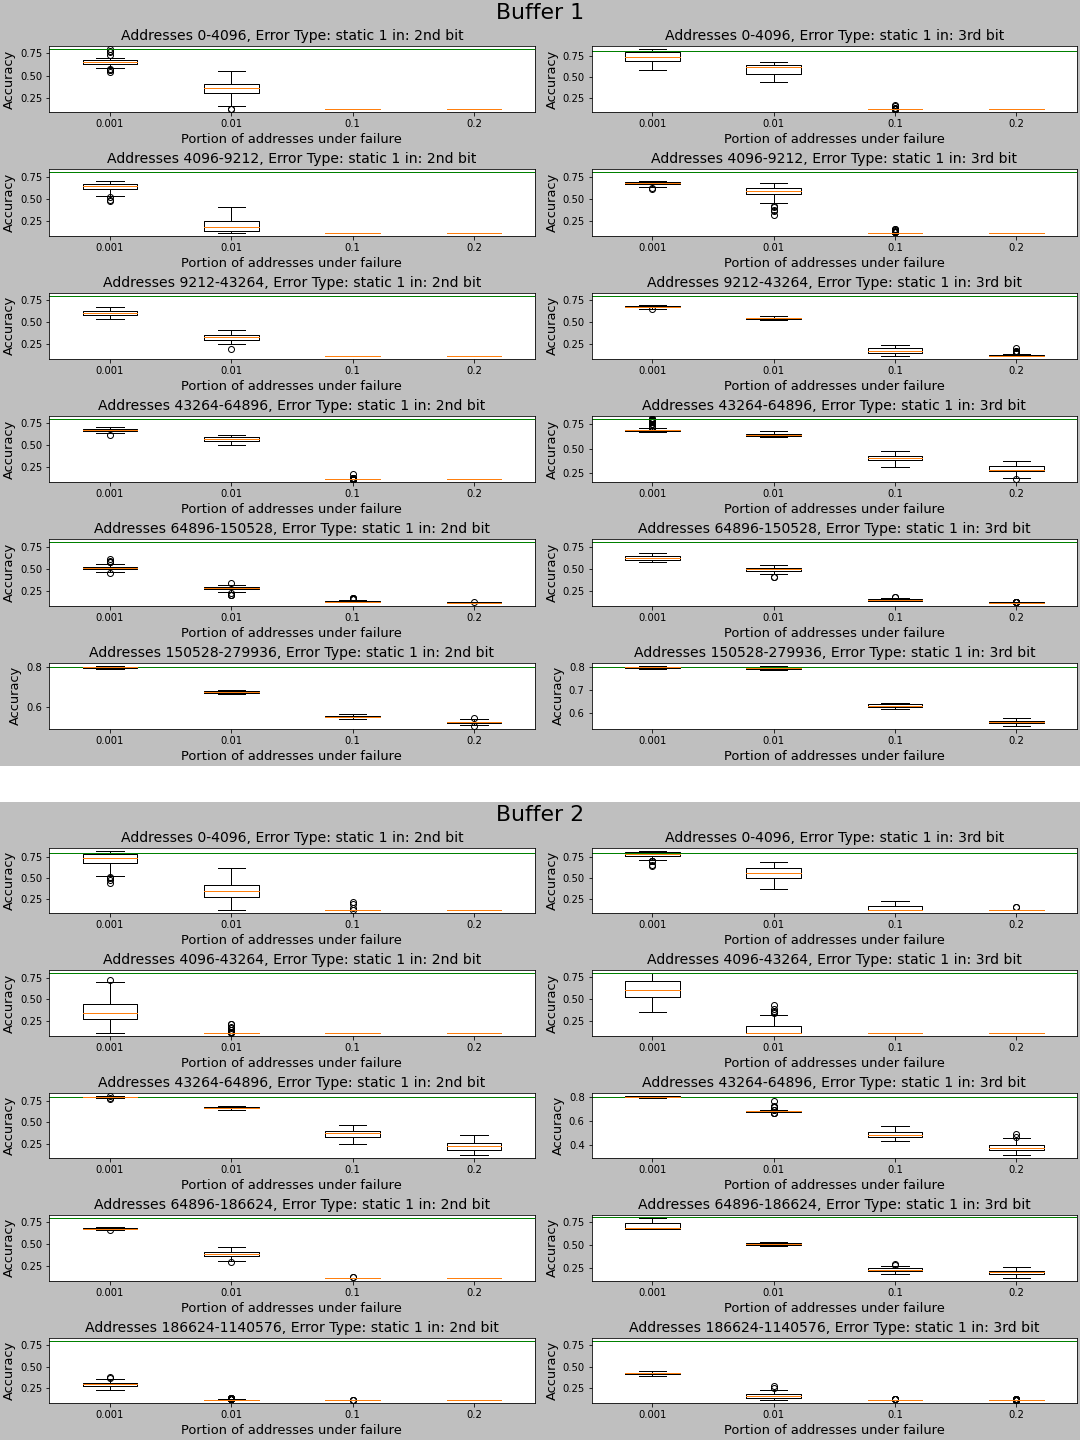 Buffer 1
Addresses 0-4096, Error Type: static 1 in: 2nd bit
Accuracy
0.75
0.50
0.25
0.001 0.01 0.1 0.2
Portion of addresses under failure
Addresses 0-4096, Error Type: static 1 in: 3rd bit
Accuracy
0.75
0.50
0.25
0.001 0.01 0.1 0.2
Portion of addresses under failure
Addresses 4096-9212, Error Type: static 1 in: 2nd bit
Accuracy
0.75
0.50
0.25
0.001 0.01 0.1 0.2
Portion of addresses under failure
Addresses 4096-9212, Error Type: static 1 in: 3rd bit
Accuracy
0.75
0.50
0.25
0.001 0.01 0.1 0.2
Portion of addresses under failure
Addresses 9212-43264, Error Type: static 1 in: 2nd bit
Accuracy
0.75
0.50
0.25
0.001 0.01 0.1 0.2
Portion of addresses under failure
Addresses 9212-43264, Error Type: static 1 in: 3rd bit
Accuracy
0.75
0.50
0.25
0.001 0.01 0.1 0.2
Portion of addresses under failure
Addresses 43264-64896, Error Type: static 1 in: 2nd bit
Accuracy
0.75
0.50
0.25
0.001 0.01 0.1 0.2
Portion of addresses under failure
Addresses 43264-64896, Error Type: static 1 in: 3rd bit
Accuracy
0.75
0.50
0.25
0.001 0.01 0.1 0.2
Portion of addresses under failure
Addresses 64896-150528, Error Type: static 1 in: 2nd bit
Accuracy
0.75
0.50
0.25
0.001 0.01 0.1 0.2
Portion of addresses under failure
Addresses 64896-150528, Error Type: static 1 in: 3rd bit
Accuracy
0.75
0.50
0.25
0.001 0.01 0.1 0.2
Portion of addresses under failure
Addresses 150528-279936, Error Type: static 1 in: 2nd bit
Accuracy
0.8
0.6
0.001 0.01 0.1 0.2
Portion of addresses under failure
Addresses 150528-279936, Error Type: static 1 in: 3rd bit
Accuracy
0.8
0.7
0.6
0.001 0.01 0.1 0.2
Portion of addresses under failure
Buffer 2
Addresses 0-4096, Error Type: static 1 in: 2nd bit
Accuracy
0.75
0.50
0.25
0.001 0.01 0.1 0.2
Portion of addresses under failure
Addresses 0-4096, Error Type: static 1 in: 3rd bit
Accuracy
0.75
0.50
0.25
0.001 0.01 0.1 0.2
Portion of addresses under failure
Addresses 4096-43264, Error Type: static 1 in: 2nd bit
Accuracy
0.75
0.50
0.25
0.001 0.01 0.1 0.2
Portion of addresses under failure
Addresses 4096-43264, Error Type: static 1 in: 3rd bit
Accuracy
0.75
0.50
0.25
0.001 0.01 0.1 0.2
Portion of addresses under failure
Addresses 43264-64896, Error Type: static 1 in: 2nd bit
Accuracy
0.75
0.50
0.25
0.001 0.01 0.1 0.2
Portion of addresses under failure
Addresses 43264-64896, Error Type: static 1 in: 3rd bit
Accuracy
0.8
0.6
0.4
0.001 0.01 0.1 0.2
Portion of addresses under failure
Addresses 64896-186624, Error Type: static 1 in: 2nd bit
Accuracy
0.75
0.50
0.25
0.001 0.01 0.1 0.2
Portion of addresses under failure
Addresses 64896-186624, Error Type: static 1 in: 3rd bit
Accuracy
0.75
0.50
0.25
0.001 0.01 0.1 0.2
Portion of addresses under failure
Addresses 186624-1140576, Error Type: static 1 in: 2nd bit
Accuracy
0.75
0.50
0.25
0.001 0.01 0.1 0.2
Portion of addresses under failure
Addresses 186624-1140576, Error Type: static 1 in: 3rd bit
Accuracy
0.75
0.50
0.25
0.001 0.01 0.1 0.2
Portion of addresses under failure